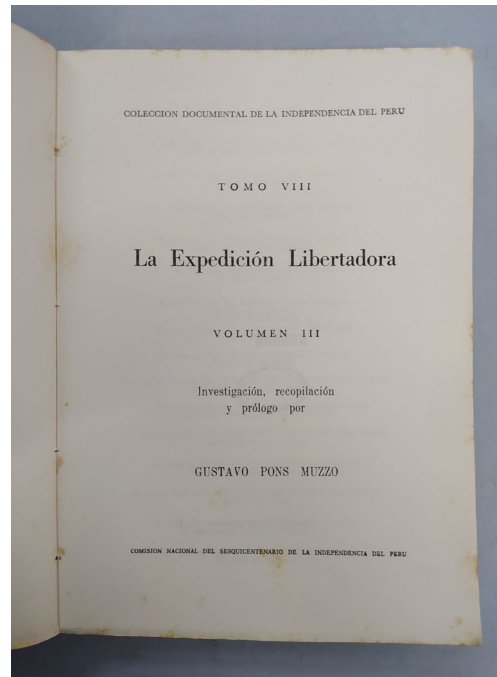 COLECCION DOCUMENTAL DE LA INDEPENDENCIA DEL PERU
TOMO VIII
La Expedición Libertadora
VOLUMEN III
Investigación, recopilación
y prólogo por
GUSTAVO PONS MUZZO
COMISION NACIONAL DEL SESQUICENTENARIO DE LA INDEPENDENCIA DEL PERU